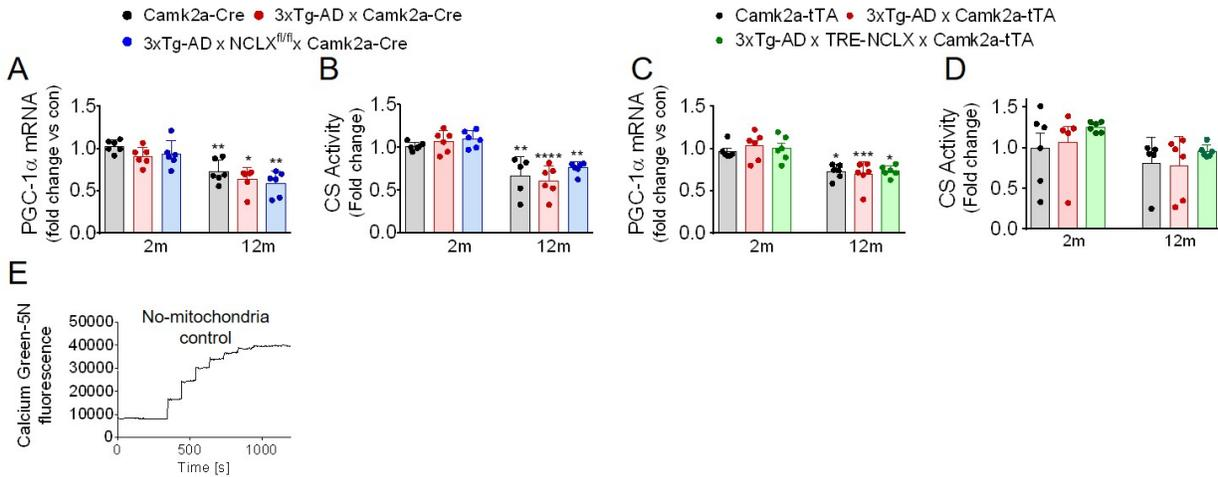 Camk2a-Cre 3xTg-AD x Camk2a-Cre
3xTg-AD x NCLXfl/fl x Camk2a-Cre
Camk2a-tTA 3xTg-AD x Camk2a-tTA
3xTg-AD x TRE-NCLX x Camk2a-tTA
A
PGC-1α mRNA
(fold change vs con)
1.5
1.0
0.5
0.0
** * **
2m 12m
B
CS Activity
(Fold change)
1.5
1.0
0.5
0.0
** **** **
2m 12m
C
PGC-1α mRNA
(fold change vs con)
1.5
1.0
0.5
0.0
* *** *
2m 12m
D
CS Activity
(Fold change)
1.5
1.0
0.5
0.0
2m 12m
E
Calcium Green-5N
fluorescence
No-mitochondria
control
50000
40000
30000
20000
10000
0
0 500 1000
Time [s]